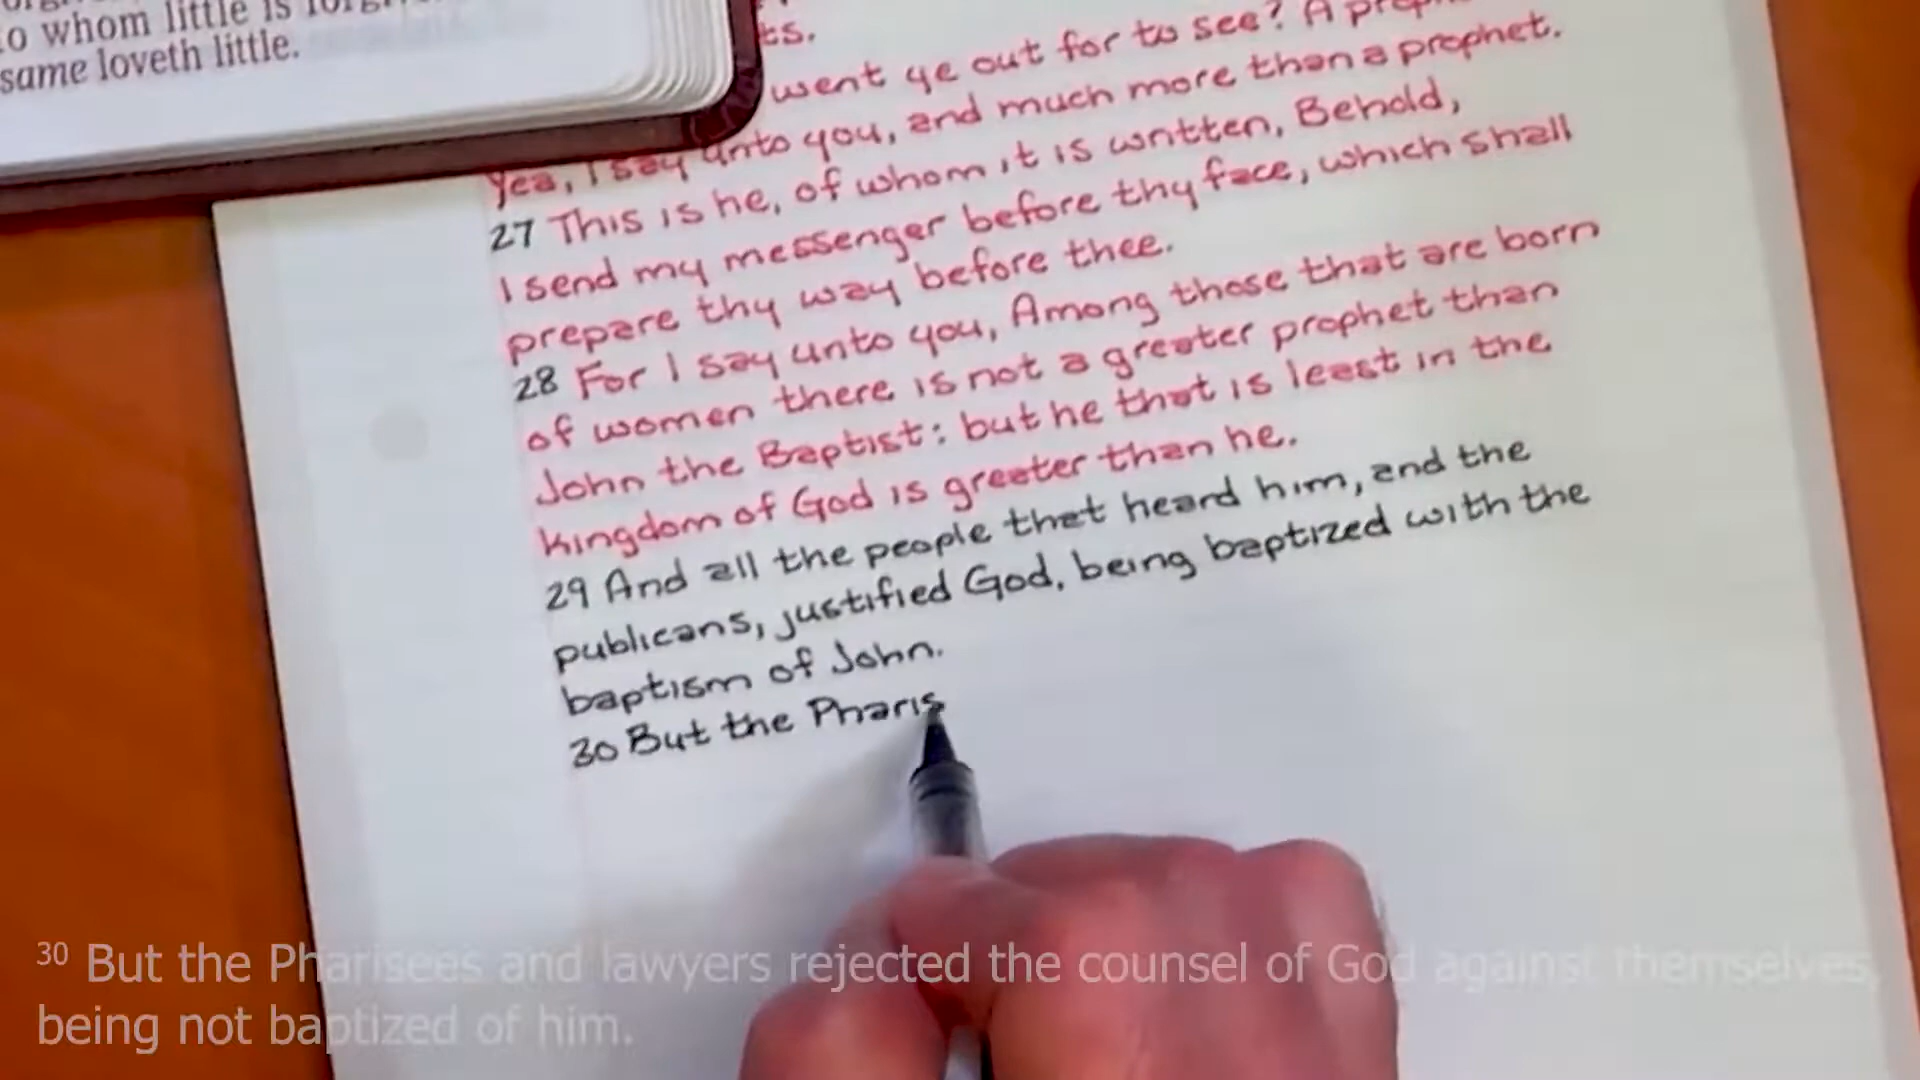 to whom little is
same loveth little.
ts.
went ye out for to see? A
yea, I say unto you, and much more than a prophet.
27 This is he, of whom it is written, Behold,
I send my messenger before thy face, which shall
prepare thy way before thee.
28 For I say unto you, Among those that are born
of women there is not a greater prophet than
John the Baptist: but he that is least in the
kingdom of God is greater than he.
29 And all the people that heard him, and the
publicans, justified God, being baptized with the
baptism of John.
30 But the Pharis
30 But the Pharisees and lawyers rejected the counsel of God against themselves,
being not baptized of him.